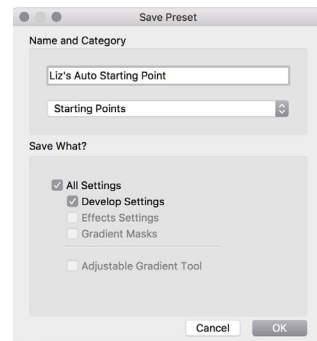 Save Preset
Name and Category
Liz's Auto Starting Point
Starting Points
Save What?
All Settings
Develop Settings
Effects Settings
Gradient Masks
Adjustable Gradient Tool
Cancel
OK